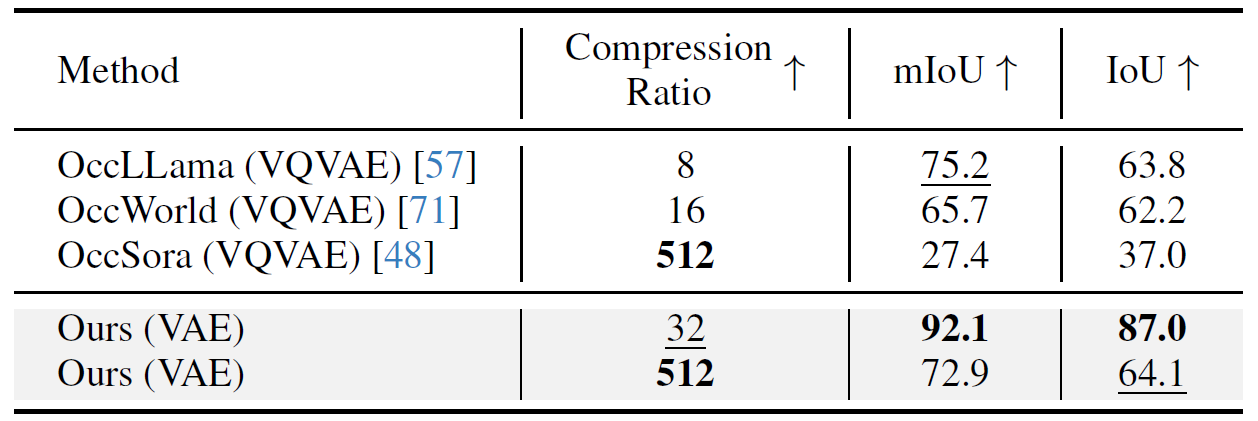 Method Compression Ratio ↑ mIoU ↑ IoU ↑
OccLLama (VQVAE) [57] 8 75.2 63.8
OccWorld (VQVAE) [71] 16 65.7 62.2
OccSora (VQVAE) [48] 512 27.4 37.0
Ours (VAE) 32 92.1 87.0
Ours (VAE) 512 72.9 64.1